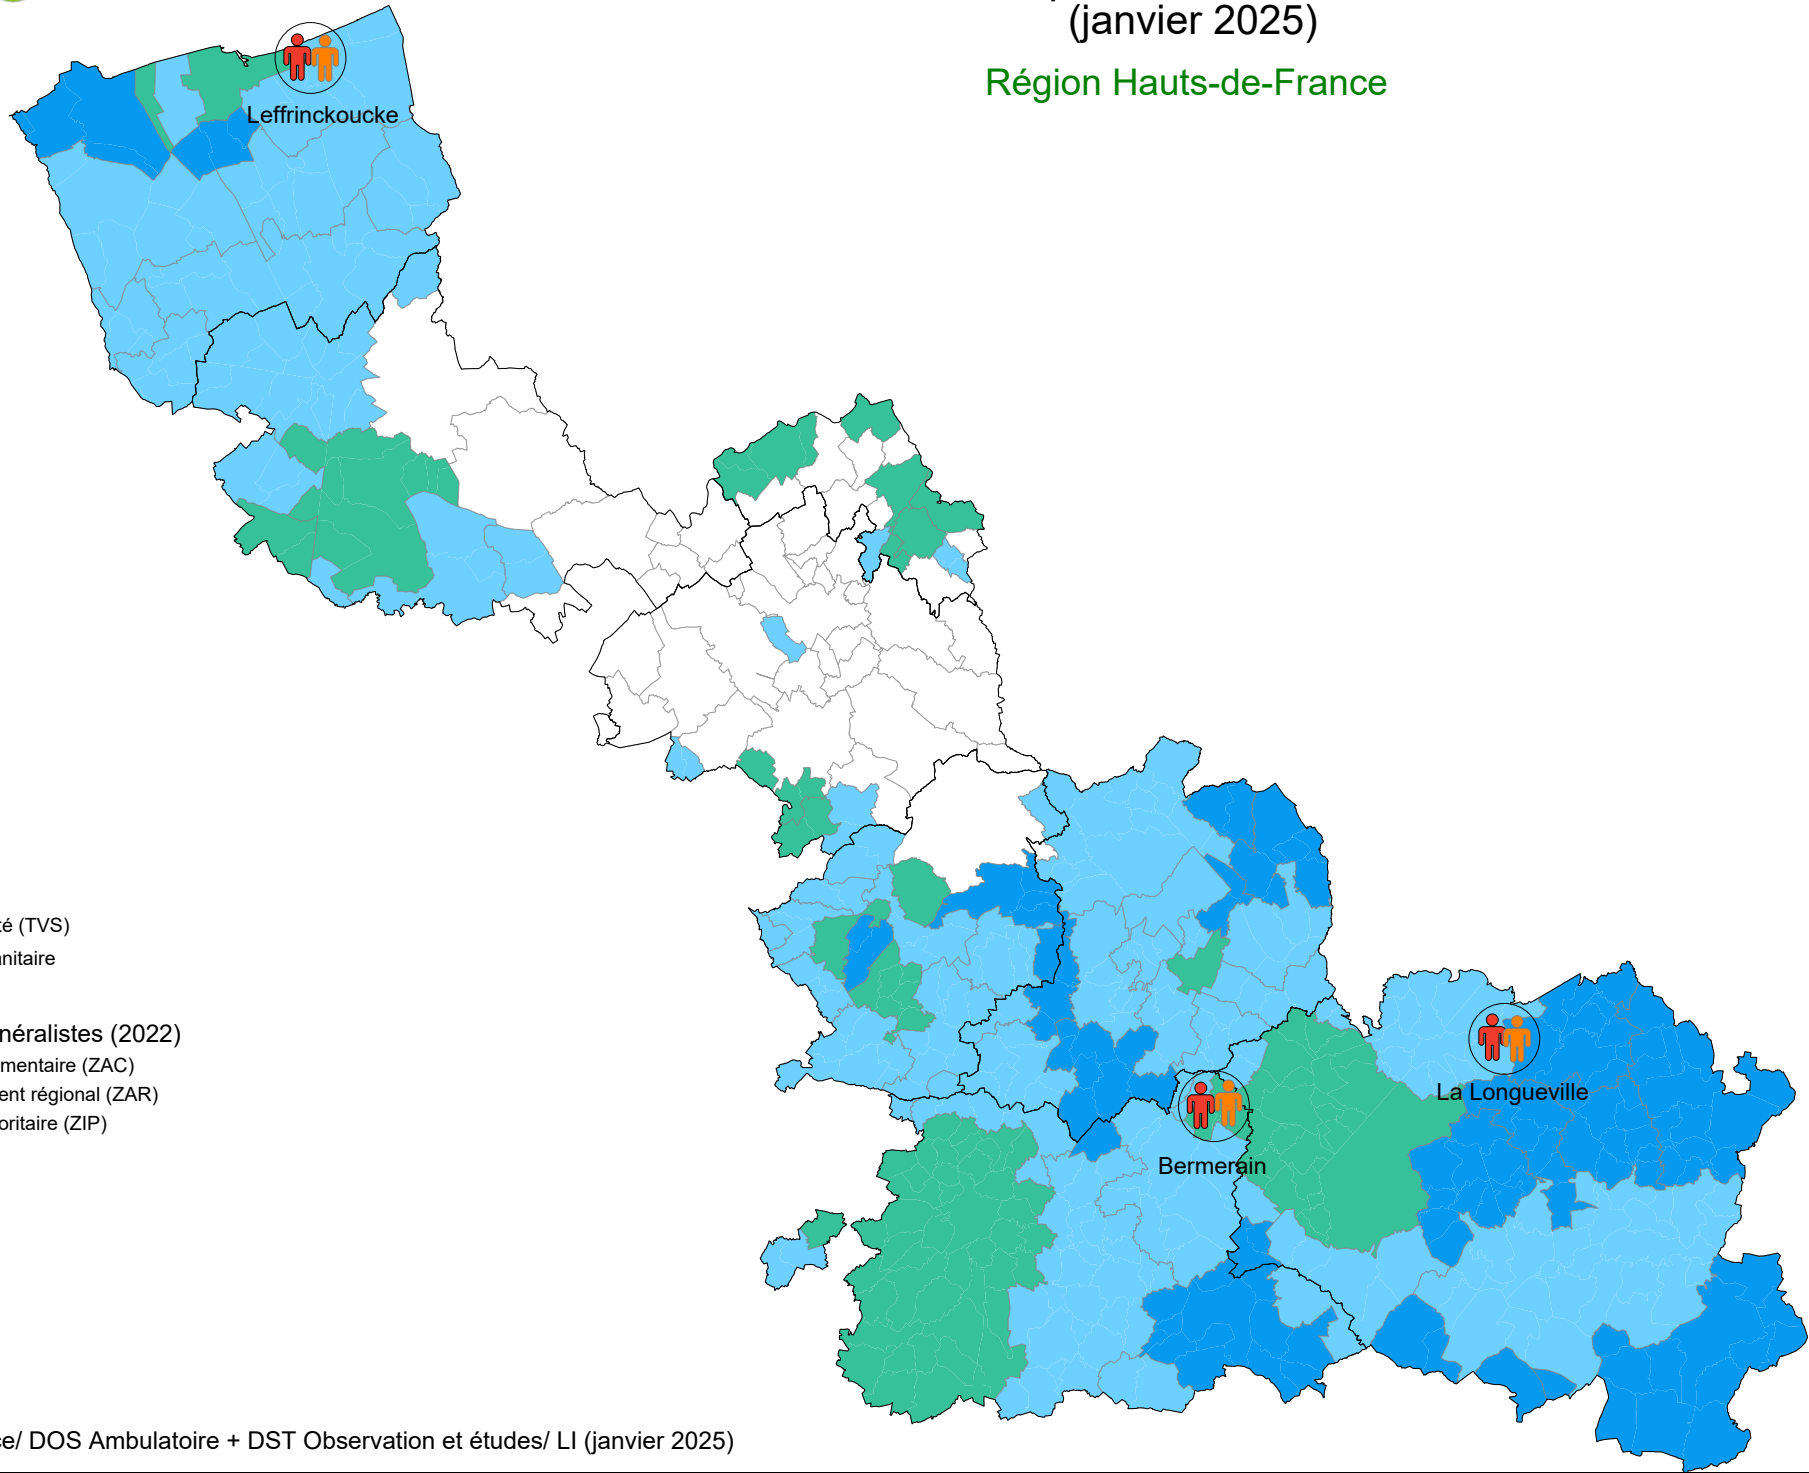 (janvier 2025)
Région Hauts-de-France
Leffrinckoucke
té (TVS)
anitaire
La Longueville
Bermerain
néralistes (2022)
mentaire (ZAC)
ent régional (ZAR)
oritaire (ZIP)
ce/ DOS Ambulatoire + DST Observation et études/ LI (janvier 2025)